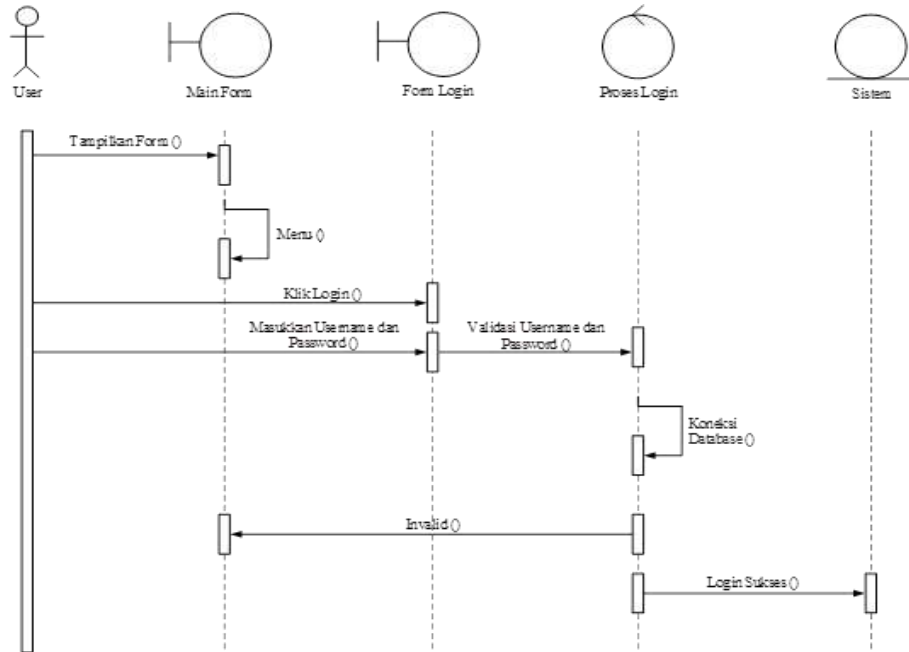 User
Main Form
Form Login
Proses Login
Sistem
Tampilkan Form ()
Menu ()
Klik Login ()
Masukkan Username dan
Password ()
Validasi Username dan
Password ()
Koneksi
Database ()
Invalid ()
Login Sukses ()